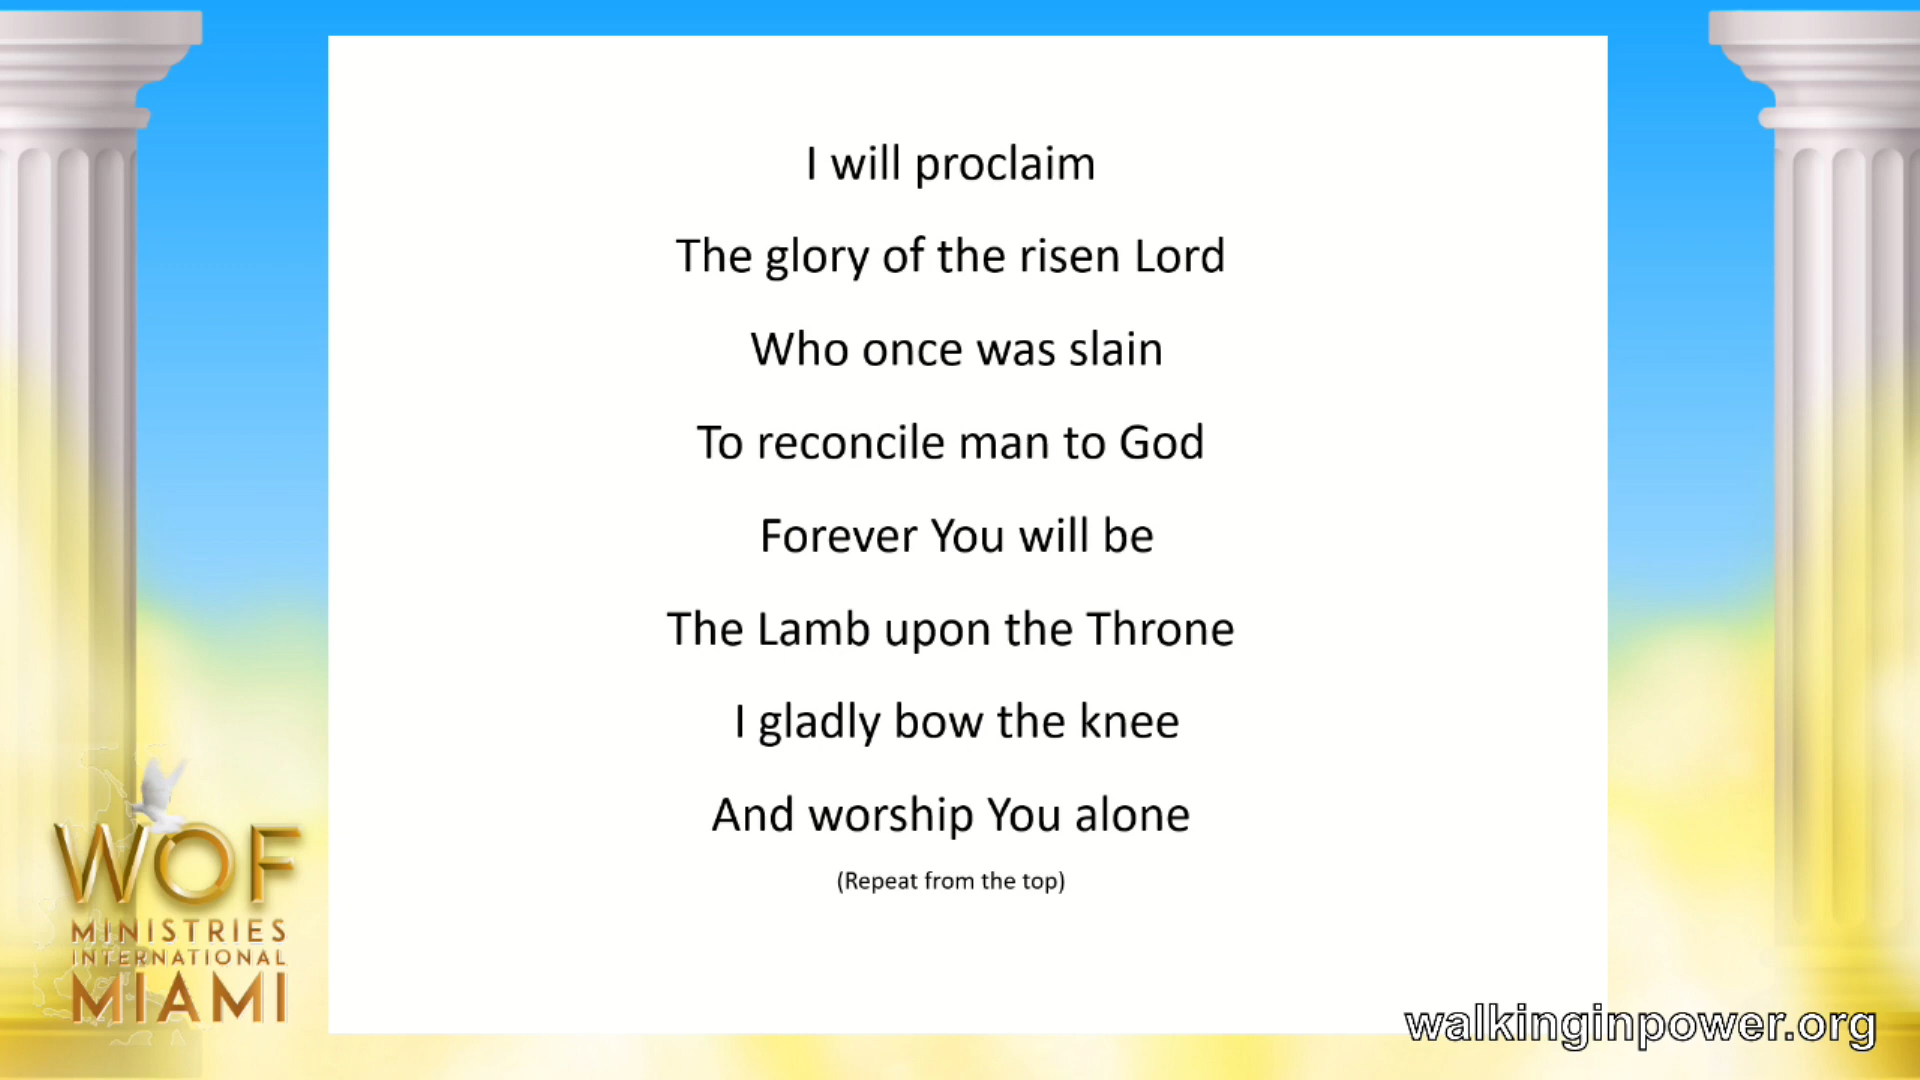 I will proclaim
The glory of the risen Lord
Who once was slain
To reconcile man to God
Forever You will be
The Lamb upon the Throne
I gladly bow the knee
And worship You alone
(Repeat from the top)
WOF
MINISTRIES
INTERNATIONAL
MIAMI
walkinginpower.org